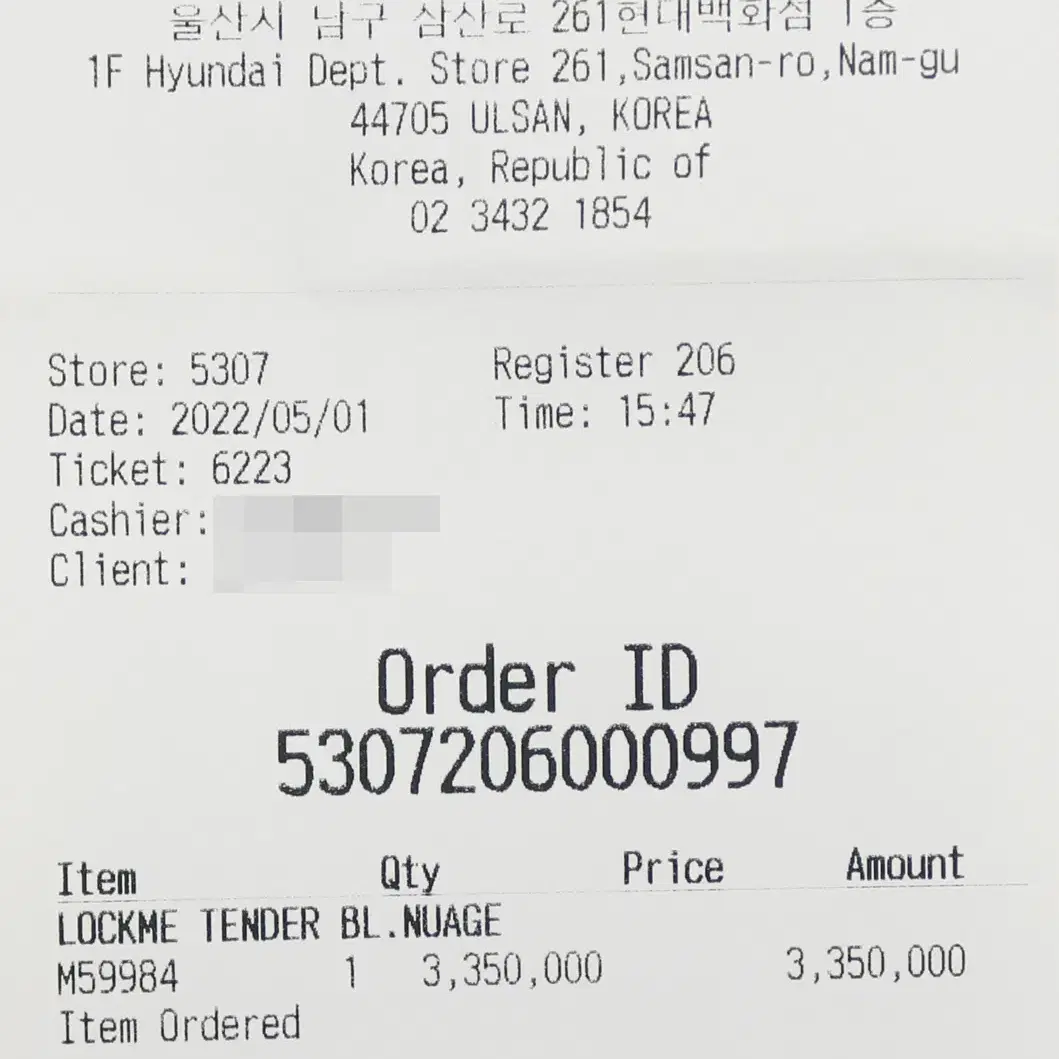 울산시 남구 삼산로 261현대백화점 1층
1F Hyundai Dept. Store 261,Samsan-ro,Nam-gu
44705 ULSAN, KOREA
Korea, Republic of
02 3432 1854
Store: 5307 Register 206
Date: 2022/05/01 Time: 15:47
Ticket: 6223
Cashier:
Client:
Order ID
5307206000997
Item Qty Price Amount
LOCKME TENDER BL.NUAGE
M59984 1 3,350,000 3,350,000
Item Ordered